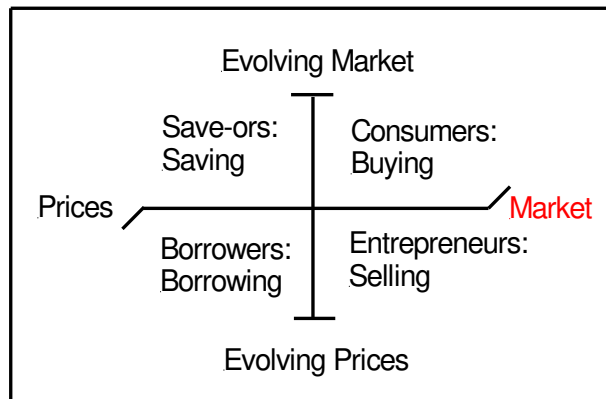 Evolving Market
Save-ors:
Saving
Consumers:
Buying
Prices
Market
Borrowers:
Borrowing
Entrepreneurs:
Selling
Evolving Prices